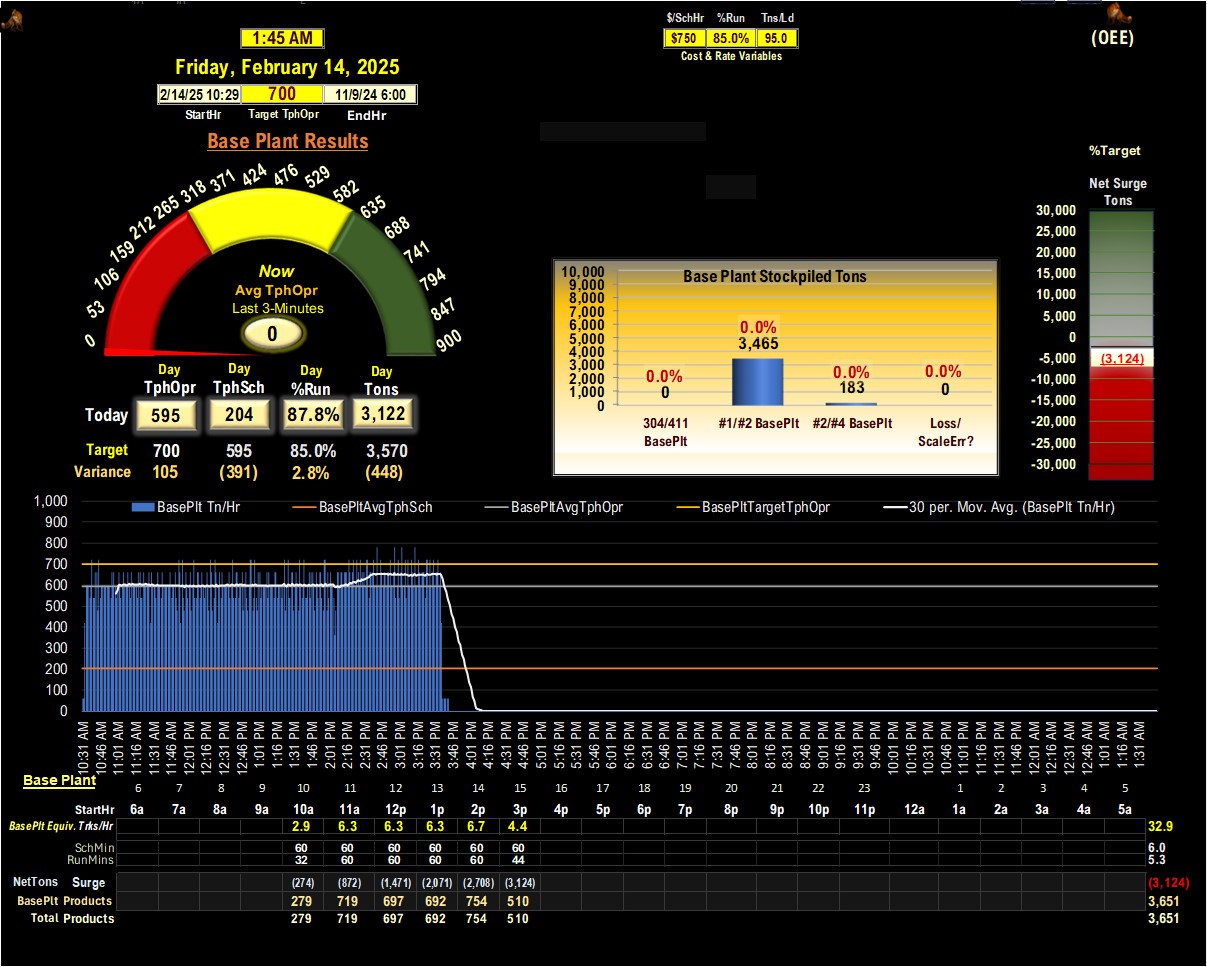 $/SchHr %Run Tns/Ld
1:45 AM
$750 85.0% 95.0
(OEE)
Cost & Rate Variables
Friday, February 14, 2025
2/14/25 10:29 700 11/9/24 6:00
StartHr Target TphOpr EndHr
Base Plant Results
%Target
Net Surge
Tons
0 53 106 159 212 265 318 371 424 476 529 582 635 688 741 794 847 900
Now
Avg TphOpr
Last 3-Minutes
0
Day Day Day Day
TphOpr TphSch %Run Tons
Today 595 204 87.8% 3,122
Target 700 595 85.0% 3,570
Variance 105 (391) 2.8% (448)
Base Plant Stockpiled Tons
10,000
9,000
8,000
7,000
6,000
5,000
4,000
3,000
2,000
1,000
0
0.0% 0.0% 0.0% 0.0%
0 3,465 183 0
304/411 #1/#2 BasePlt #2/#4 BasePlt Loss/
BasePlt ScaleErr?
30,000
25,000
20,000
15,000
10,000
5,000
0
-5,000
-10,000
-15,000
-20,000
-25,000
-30,000
(3,124)
BasePlt Tn/Hr BasePltAvgTphSch BasePltAvgTphOpr BasePltTargetTphOpr 30 per. Mov. Avg. (BasePlt Tn/Hr)
1,000
900
800
700
600
500
400
300
200
100
0
10:31 AM 10:46 AM 11:01 AM 11:16 AM 11:31 AM 11:46 AM 12:01 PM 12:16 PM 12:31 PM 12:46 PM 1:01 PM 1:16 PM 1:31 PM 1:46 PM 2:01 PM 2:16 PM 2:31 PM 2:46 PM 3:01 PM 3:16 PM 3:31 PM 3:46 PM 4:01 PM 4:16 PM 4:31 PM 4:46 PM 5:01 PM 5:16 PM 5:31 PM 5:46 PM 6:01 PM 6:16 PM 6:31 PM 6:46 PM 7:01 PM 7:16 PM 7:31 PM 7:46 PM 8:01 PM 8:16 PM 8:31 PM 8:46 PM 9:01 PM 9:16 PM 9:31 PM 9:46 PM 10:01 PM 10:16 PM 10:31 PM 10:46 PM 11:01 PM 11:16 PM 11:31 PM 11:46 PM 12:01 AM 12:16 AM 12:31 AM 12:46 AM 1:01 AM 1:16 AM 1:31 AM
Base Plant
6 7 8 9 10 11 12 13 14 15 16 17 18 19 20 21 22 23 1 2 3 4 5
StartHr 6a 7a 8a 9a 10a 11a 12p 1p 2p 3p 4p 5p 6p 7p 8p 9p 10p 11p 12a 1a 2a 3a 4a 5a
BasePlt Equiv. Trks/Hr 2.9 6.3 6.3 6.3 6.7 4.4 32.9
SchMin 60 60 60 60 60 60 6.0
RunMins 32 60 60 60 60 44 5.3
NetTons Surge (274) (872) (1,471) (2,071) (2,708) (3,124) (3,124)
BasePlt Products 279 719 697 692 754 510 3,651
Total Products 279 719 697 692 754 510 3,651